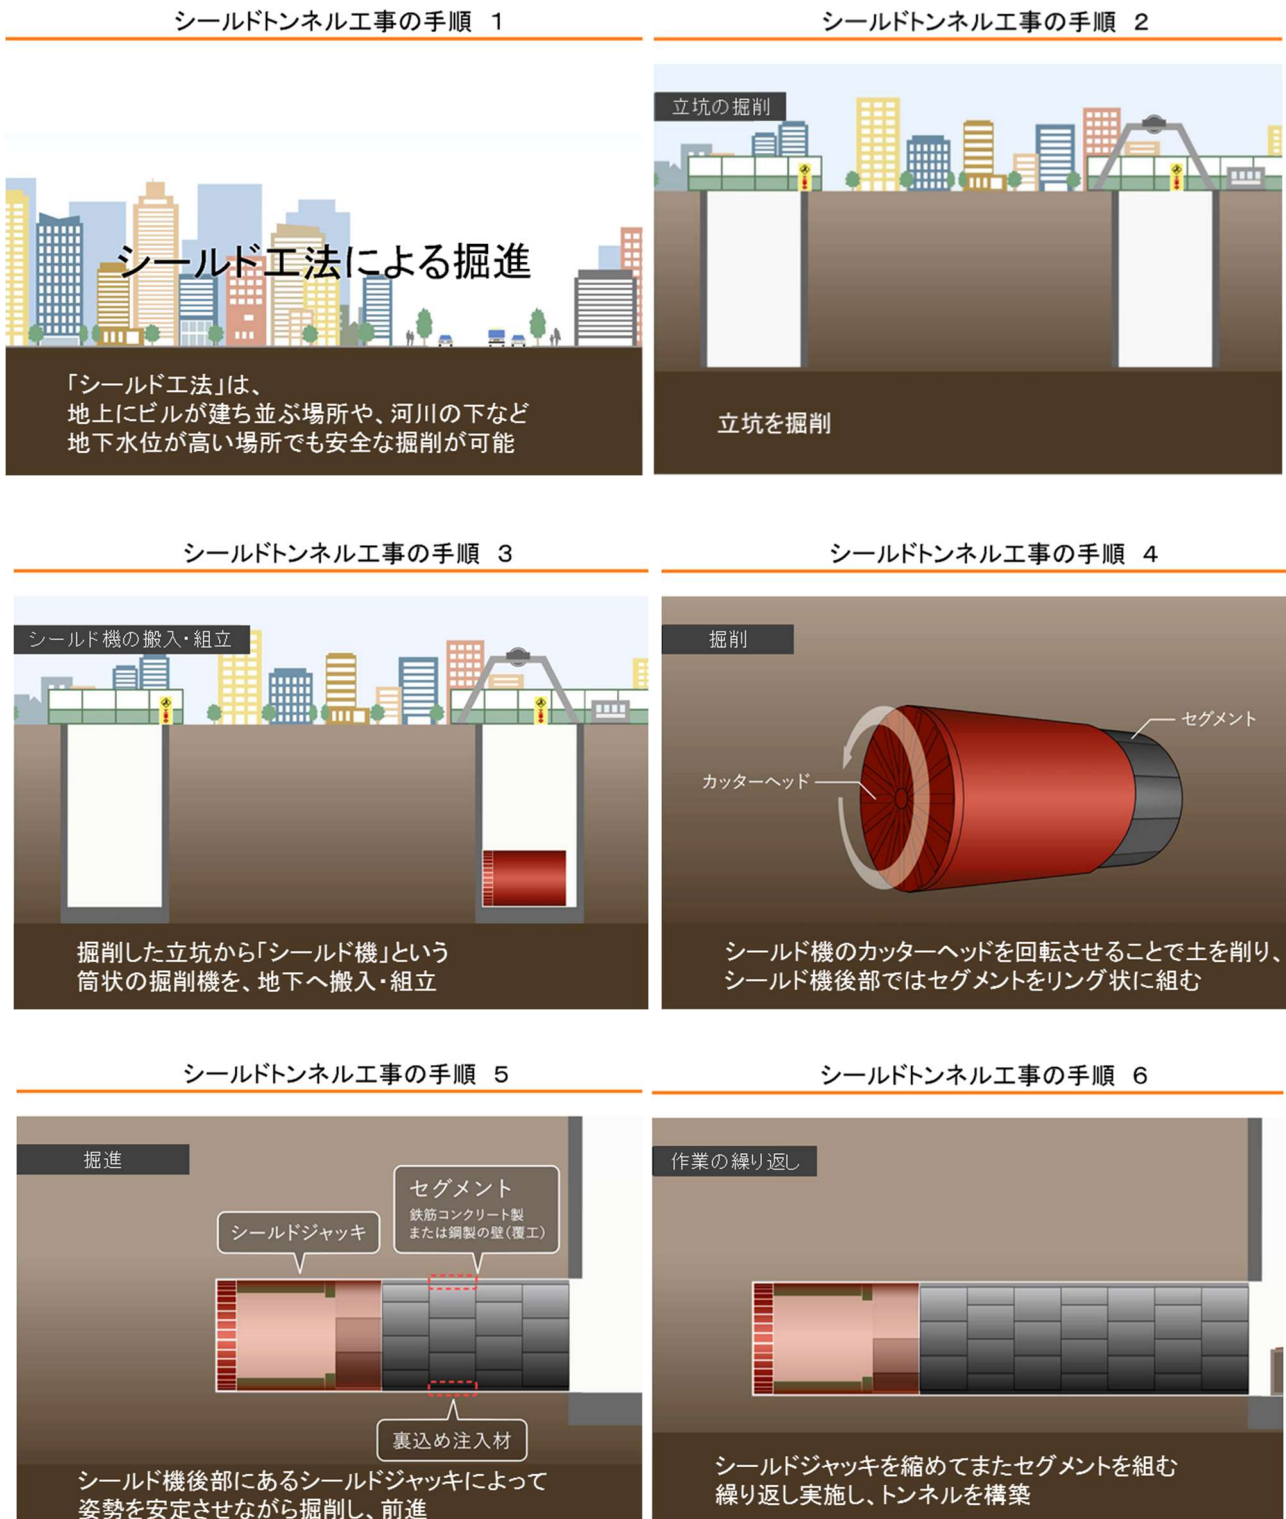 シールドトンネル工事の手順 1
シールド工法による掘進
「シールド工法」は、
地上にビルが建ち並ぶ場所や、河川の下など
地下水位が高い場所でも安全な掘削が可能
シールドトンネル工事の手順 2
立坑の掘削
立坑を掘削
シールドトンネル工事の手順 3
シールド機の搬入・組立
掘削した立坑から「シールド機」という
筒状の掘削機を、地下へ搬入・組立
シールドトンネル工事の手順 4
掘削
セグメント
カッターヘッド
シールド機のカッターヘッドを回転させることで土を削り、
シールド機後部ではセグメントをリング状に組む
シールドトンネル工事の手順 5
掘進
セグメント
鉄筋コンクリート製
または鋼製の壁(覆工)
シールドジャッキ
裏込め注入材
シールド機後部にあるシールドジャッキによって
姿勢を安定させながら掘削し、前進
シールドトンネル工事の手順 6
作業の繰り返し
シールドジャッキを縮めてまたセグメントを組む
繰り返し実施し、トンネルを構築